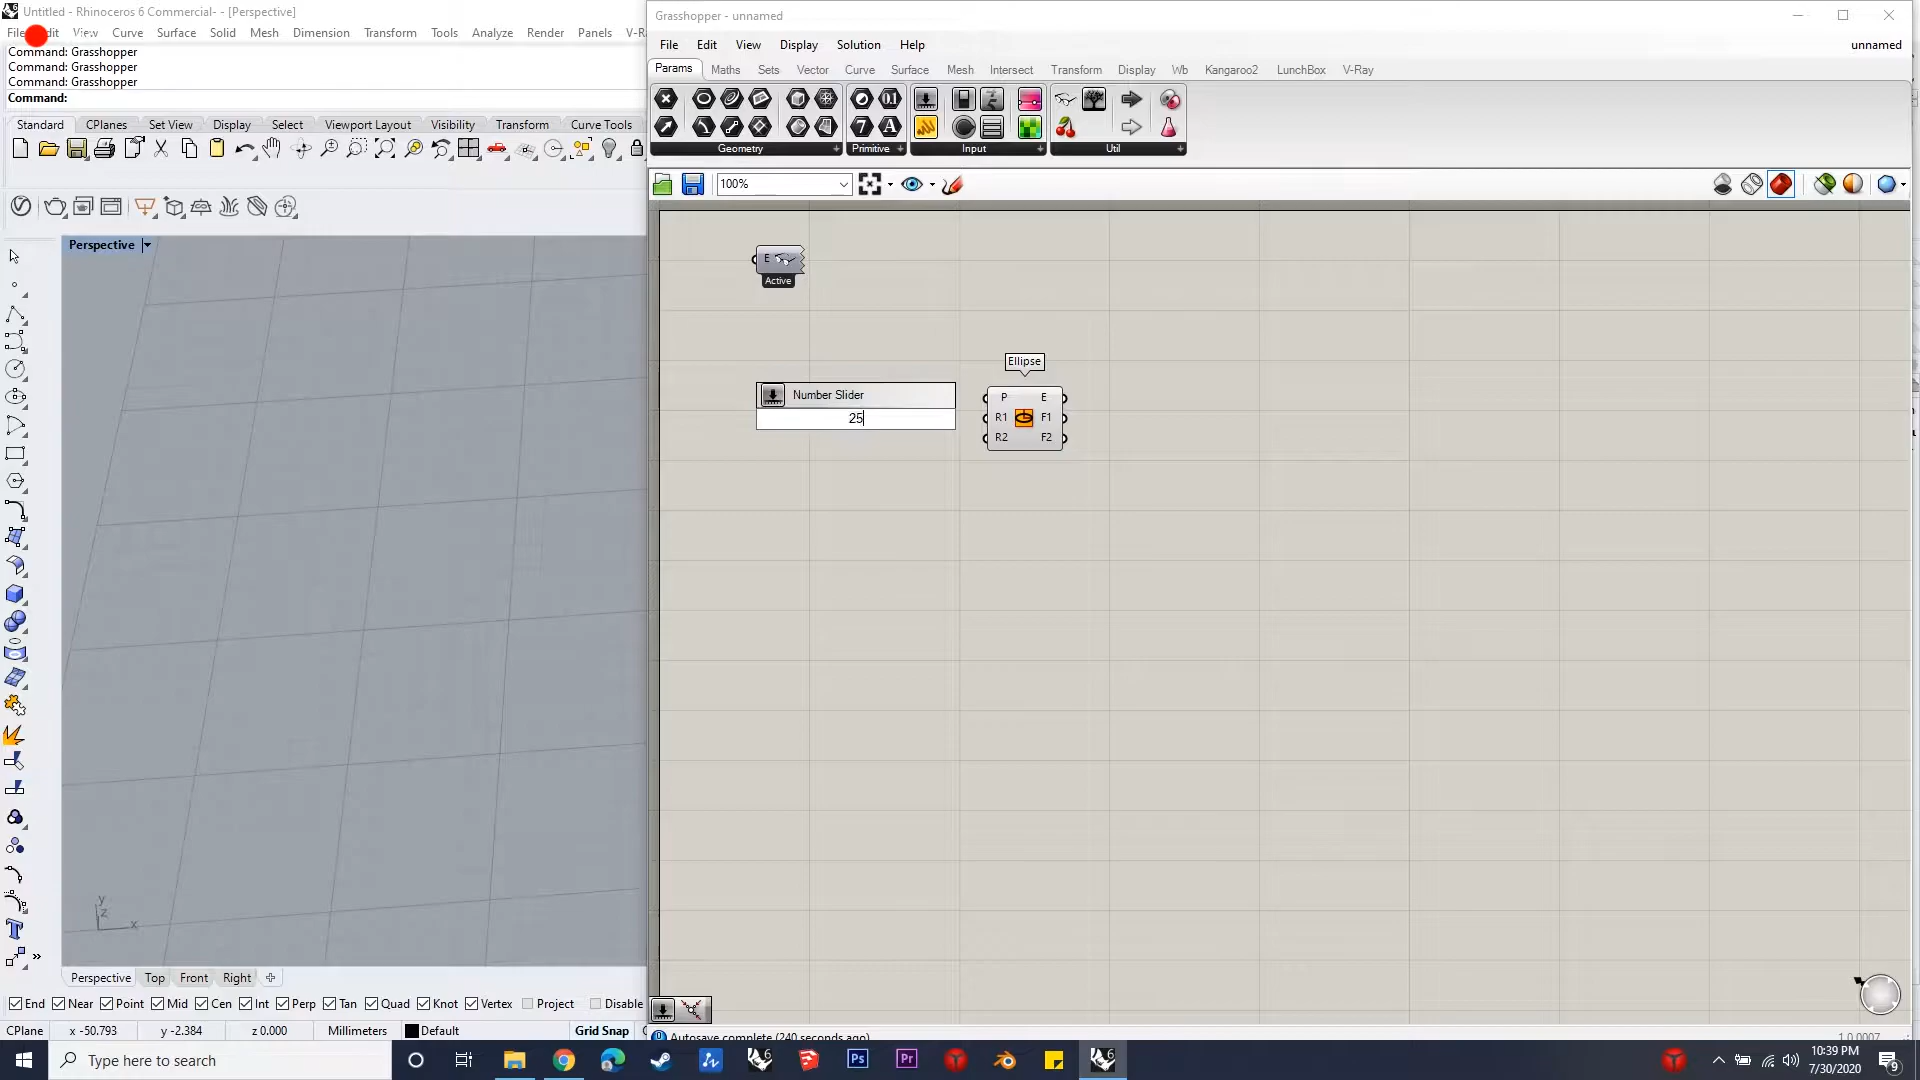 Untitled - Rhinoceros 6 Commercial- - [Perspective]
File Edit View Curve Surface Solid Mesh Dimension Transform Tools Analyze Render Panels V-R
Command: Grasshopper
Command: Grasshopper
Command: Grasshopper
Command:
Standard CPlanes Set View Display Select Viewport Layout Visibility Transform Curve Tools
Perspective
y
z
x
Perspective Top Front Right
End Near Point Mid Cen Int Perp Tan Quad Knot Vertex Project Disable
CPlane x -50.793 y -2.384 z 0.000 Millimeters Default Grid Snap
Grasshopper - unnamed
File Edit View Display Solution Help unnamed
Params Maths Sets Vector Curve Surface Mesh Intersect Transform Display Wb Kangaroo2 LunchBox V-Ray
Geometry Primitive Input Util
100%
E
Active
Ellipse
Number Slider
25
P E
R1 F1
R2 F2
Autosave complete (240 seconds ago)
1.0.0007
Type here to search
Ps Pr
10:39 PM
7/30/2020
9